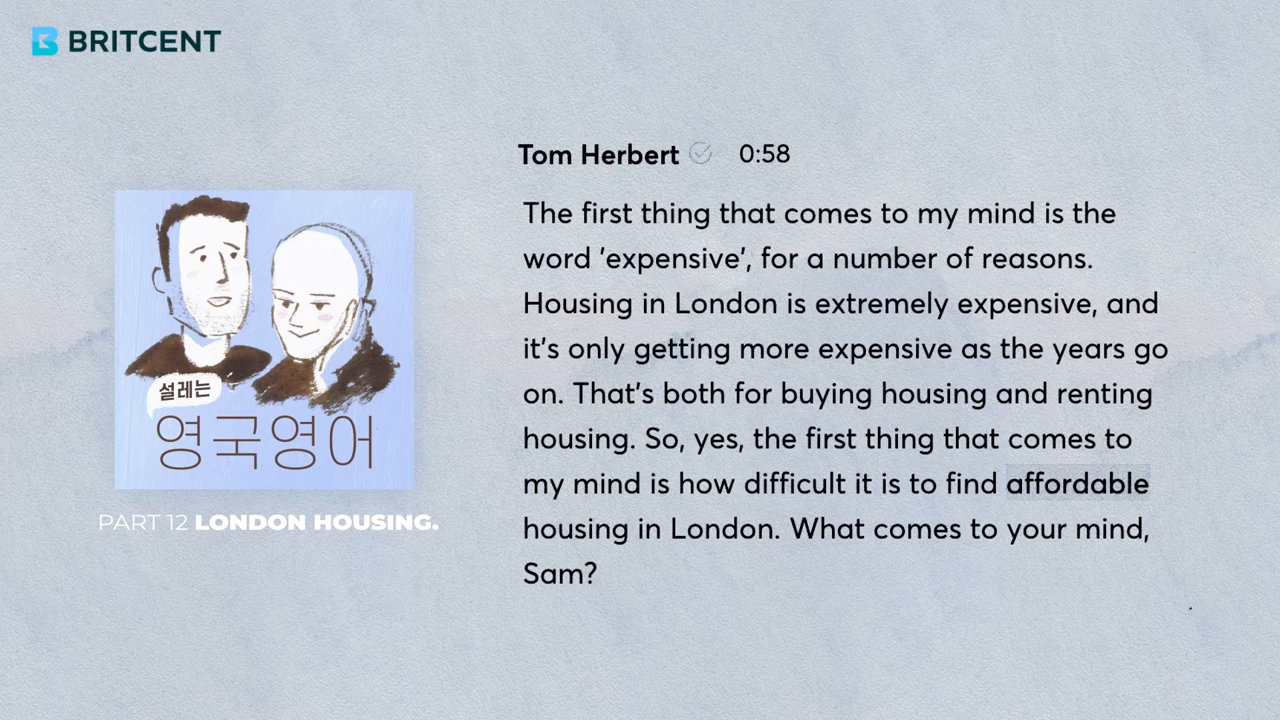 BRITCENT
Tom Herbert 0:58
The first thing that comes to my mind is the
word 'expensive', for a number of reasons.
Housing in London is extremely expensive, and
it's only getting more expensive as the years go
on. That's both for buying housing and renting
housing. So, yes, the first thing that comes to
my mind is how difficult it is to find affordable
housing in London. What comes to your mind,
Sam?
설레는
영국영어
PART 12 LONDON HOUSING.